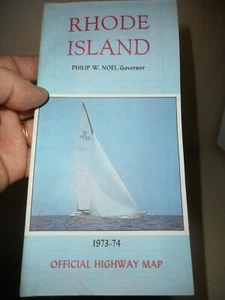 RHODE
ISLAND
PHILIP W. NOEL, Governor
1973-74
OFFICIAL HIGHWAY MAP